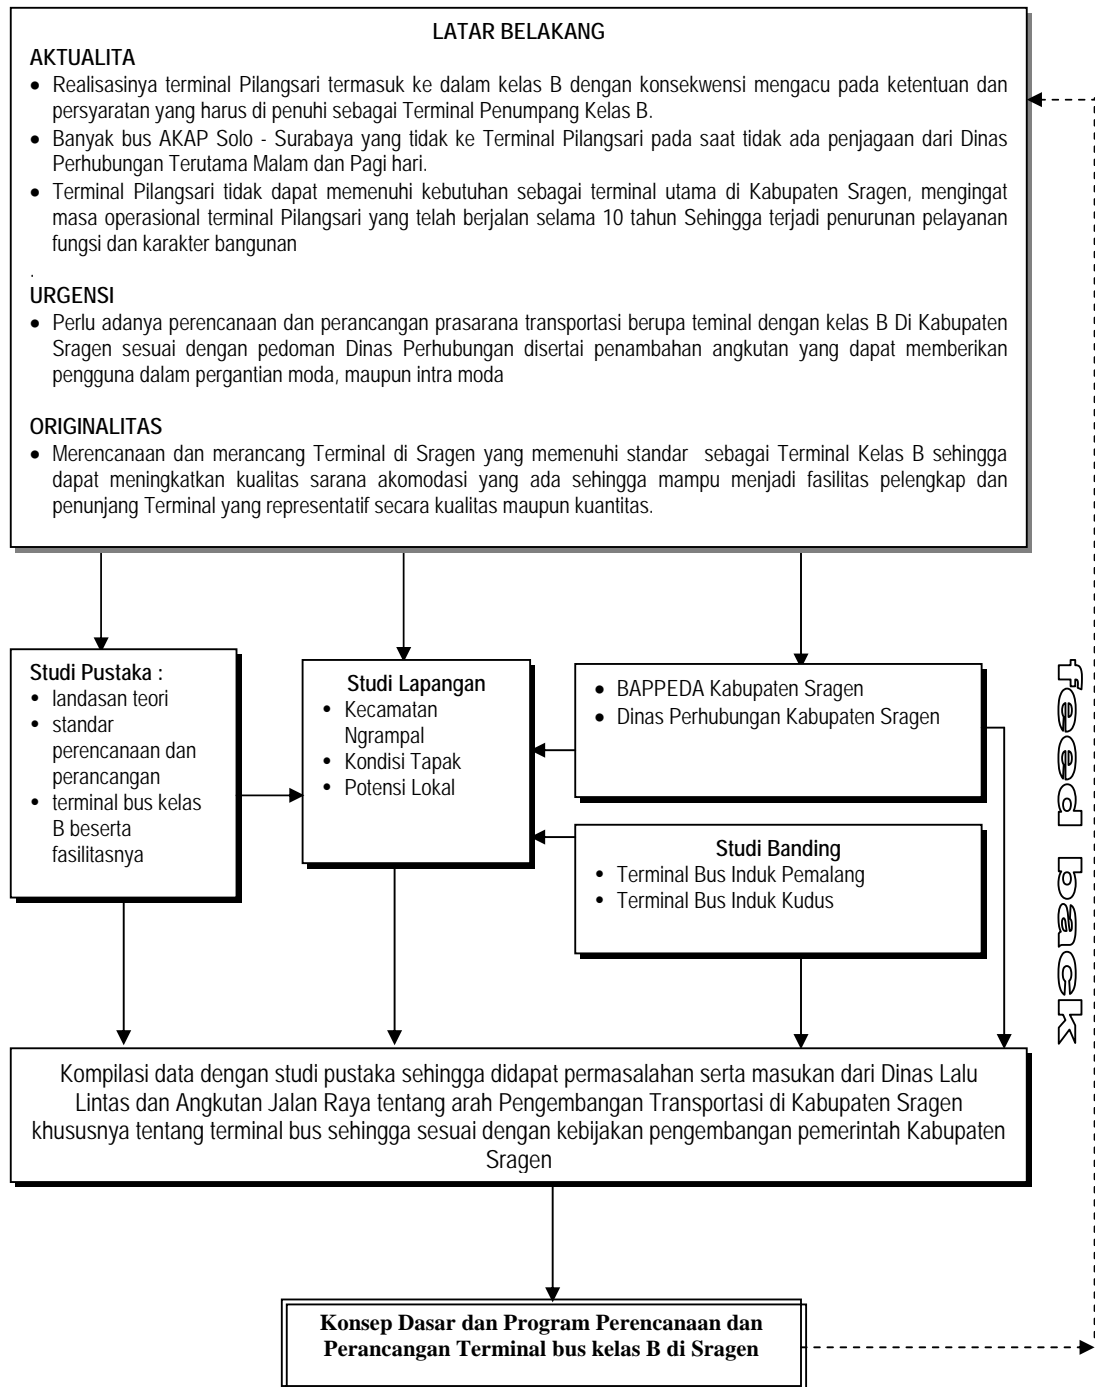 LATAR BELAKANG
AKTUALITA
• Realisasinya terminal Pilangsari termasuk ke dalam kelas B dengan konsekwensi mengacu pada ketentuan dan
persyaratan yang harus di penuhi sebagai Terminal Penumpang Kelas B.
• Banyak bus AKAP Solo - Surabaya yang tidak ke Terminal Pilangsari pada saat tidak ada penjagaan dari Dinas
Perhubungan Terutama Malam dan Pagi hari.
• Terminal Pilangsari tidak dapat memenuhi kebutuhan sebagai terminal utama di Kabupaten Sragen, mengingat
masa operasional terminal Pilangsari yang telah berjalan selama 10 tahun Sehingga terjadi penurunan pelayanan
fungsi dan karakter bangunan
.
URGENSI
• Perlu adanya perencanaan dan perancangan prasarana transportasi berupa teminal dengan kelas B Di Kabupaten
Sragen sesuai dengan pedoman Dinas Perhubungan disertai penambahan angkutan yang dapat memberikan
pengguna dalam pergantian moda, maupun intra moda
ORIGINALITAS
• Merencanaan dan merancang Terminal di Sragen yang memenuhi standar sebagai Terminal Kelas B sehingga
dapat meningkatkan kualitas sarana akomodasi yang ada sehingga mampu menjadi fasilitas pelengkap dan
penunjang Terminal yang representatif secara kualitas maupun kuantitas.
Studi Pustaka :
• landasan teori
• standar
perencanaan dan
perancangan
• terminal bus kelas
B beserta
fasilitasnya
Studi Lapangan
• Kecamatan
Ngrampal
• Kondisi Tapak
• Potensi Lokal
• BAPPEDA Kabupaten Sragen
• Dinas Perhubungan Kabupaten Sragen
Studi Banding
• Terminal Bus Induk Pemalang
• Terminal Bus Induk Kudus
feed back
Kompilasi data dengan studi pustaka sehingga didapat permasalahan serta masukan dari Dinas Lalu
Lintas dan Angkutan Jalan Raya tentang arah Pengembangan Transportasi di Kabupaten Sragen
khususnya tentang terminal bus sehingga sesuai dengan kebijakan pengembangan pemerintah Kabupaten
Sragen
Konsep Dasar dan Program Perencanaan dan
Perancangan Terminal bus kelas B di Sragen